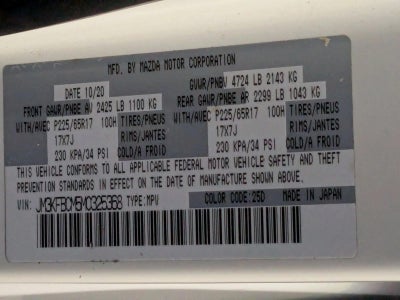 MFD. BY MAZDA MOTOR CORPORATION
DATE 10/20 GVWR/PNBV 4724 LB 2143 KG
FRONT GAWR/PNBE AV 2425 LB 1100 KG REAR GAWR/PNBE AR 2299 LB 1043 KG
WITH/AVEC P225/65R17 100H TIRES/PNEUS WITH/AVEC P225/65R17 100H TIRES/PNEUS
17X7J RIMS/JANTES 17X7J RIMS/JANTES
230 KPA/34 PSI COLD/A FROID 230 KPA/34 PSI COLD/A FROID
THIS VEHICLE CONFORMS TO ALL APPLICABLE FEDERAL MOTOR VEHICLE SAFETY AND THEFT
PREVENTION STANDARDS IN EFFECT ON THE DATE OF MANUFACTURE SHOWN ABOVE.
VIN: JM3KFBCM5M0325368 TYPE:MPV COLOR CODE:25D MADE IN JAPAN